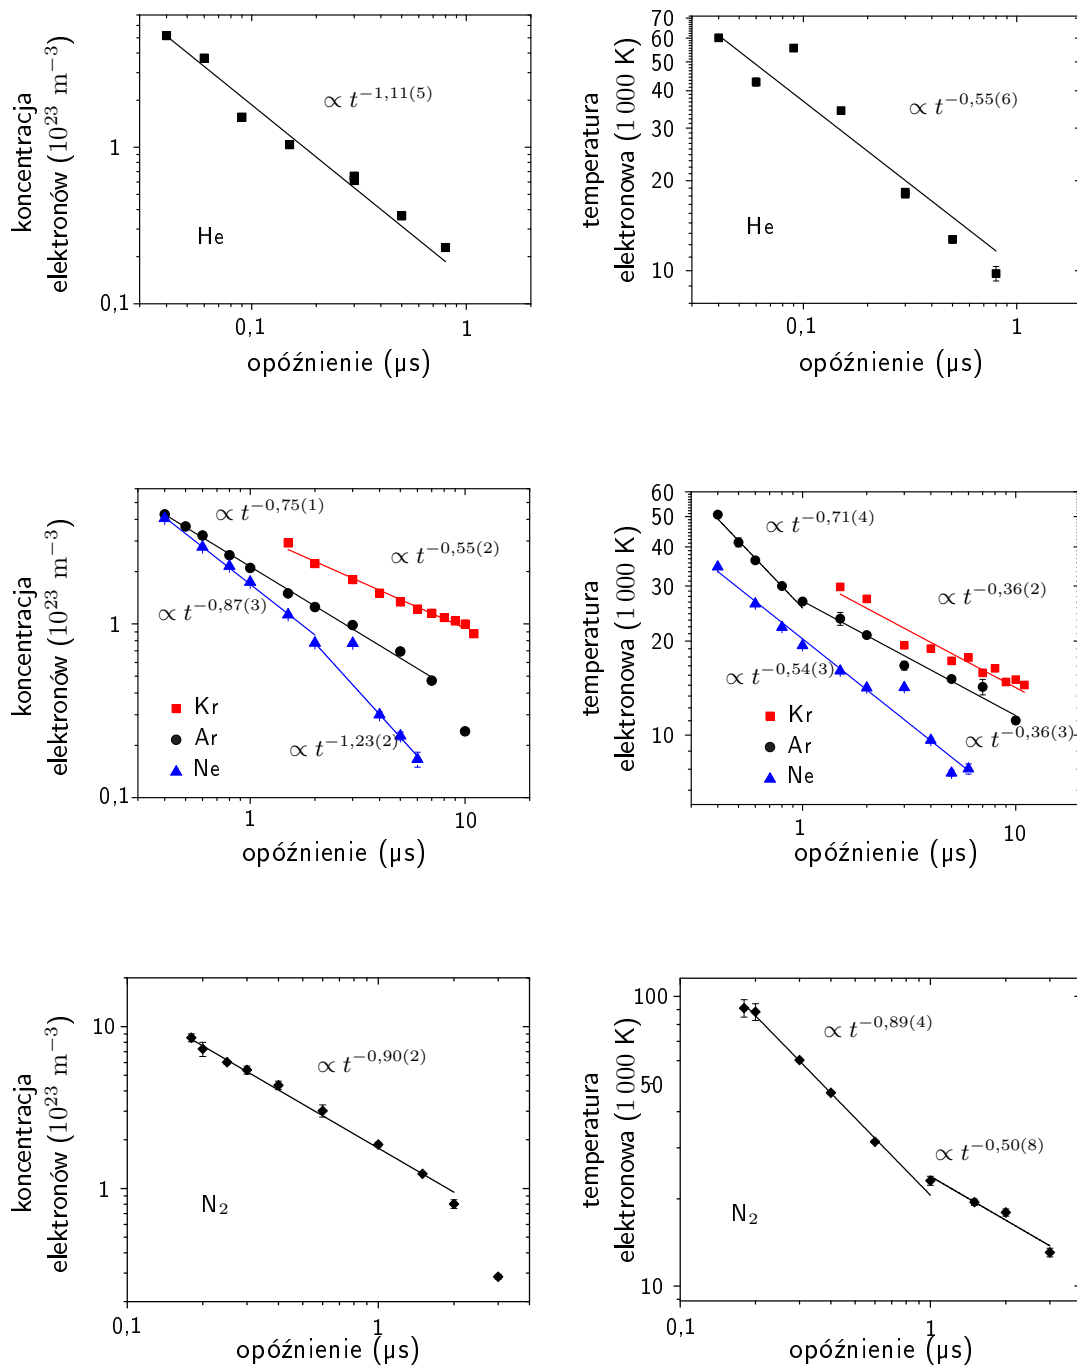 koncentracja
elektronów (10²³ m⁻³)
1
0,1
∝ t^−1,11(5)
He
0,1
1
opóźnienie (µs)
temperatura
elektronowa (1 000 K)
70
60
50
40
30
20
10
∝ t^−0,55(6)
He
0,1
1
opóźnienie (µs)
koncentracja
elektronów (10²³ m⁻³)
1
0,1
∝ t^−0,75(1)
∝ t^−0,55(2)
∝ t^−0,87(3)
∝ t^−1,23(2)
Kr
Ar
Ne
1
10
opóźnienie (µs)
temperatura
elektronowa (1 000 K)
60
50
40
30
20
10
∝ t^−0,71(4)
∝ t^−0,36(2)
∝ t^−0,54(3)
∝ t^−0,36(3)
Kr
Ar
Ne
1
10
opóźnienie (µs)
koncentracja
elektronów (10²³ m⁻³)
10
1
∝ t^−0,90(2)
N₂
0,1
1
opóźnienie (µs)
temperatura
elektronowa (1 000 K)
100
50
10
∝ t^−0,89(4)
∝ t^−0,50(8)
N₂
0,1
1
opóźnienie (µs)